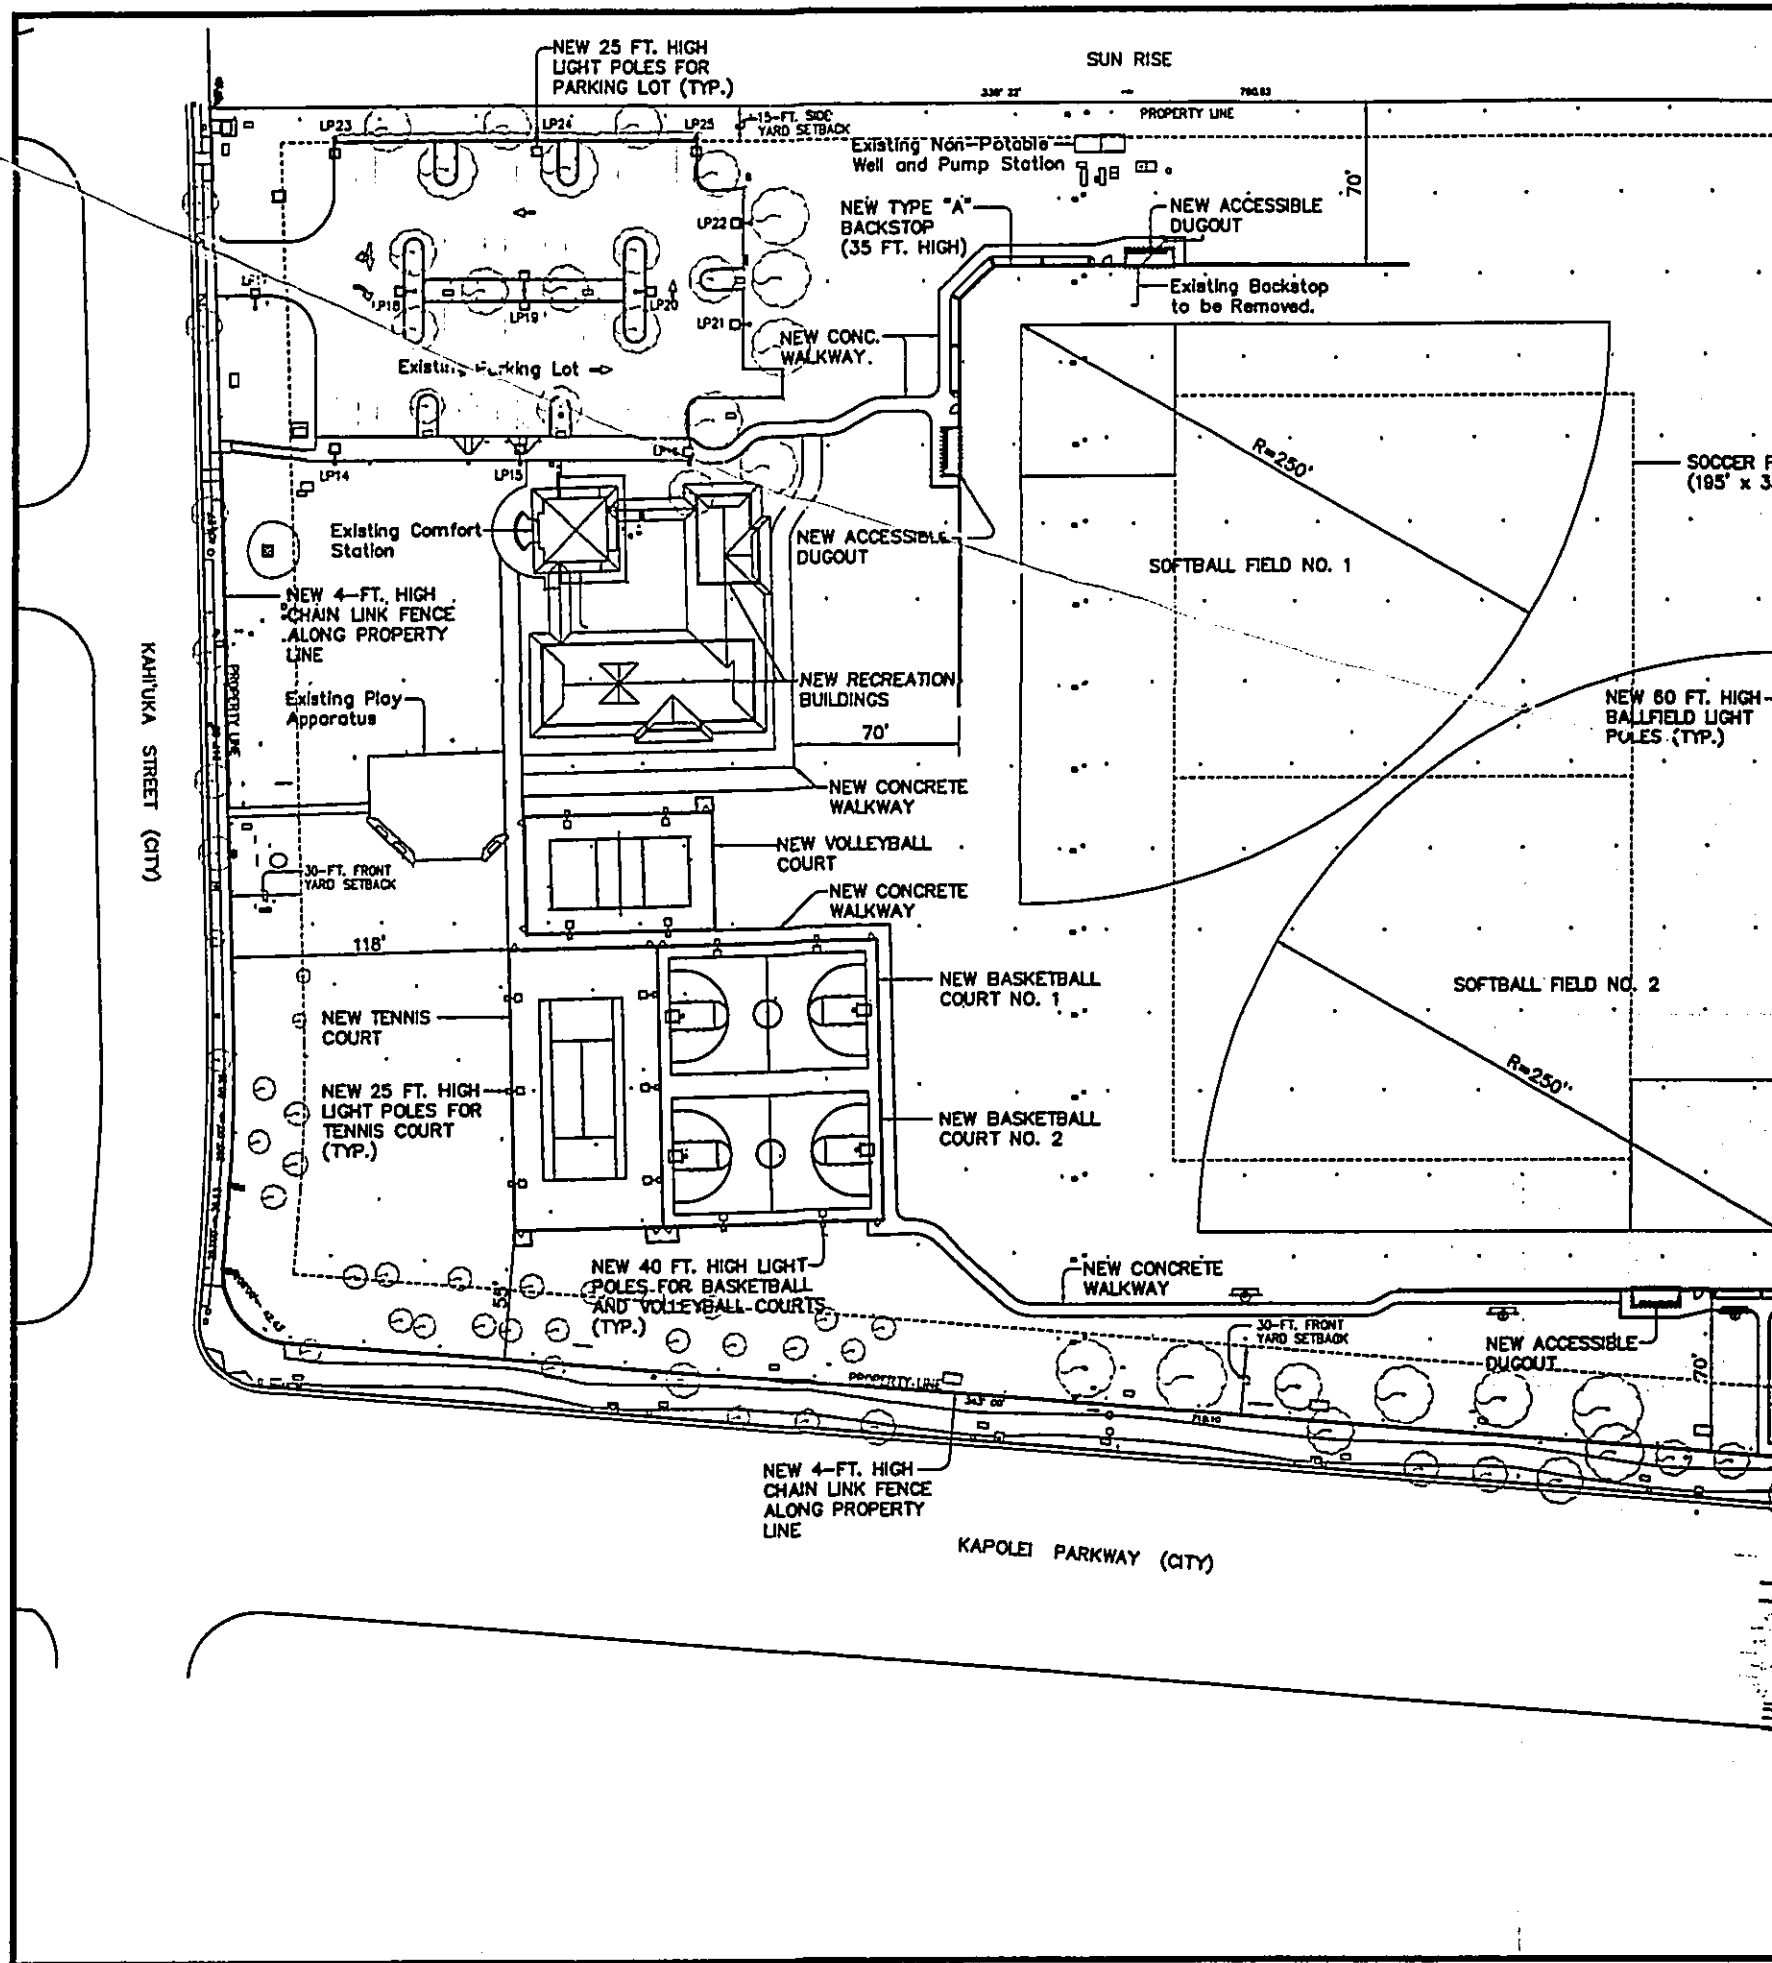 NEW 25 FT. HIGH
LIGHT POLES FOR
PARKING LOT (TYP.)
SUN RISE
760.83
PROPERTY LINE
15-FT. SIDE
YARD SETBACK
LP23
LP24
LP25
Existing Non-Potable
Well and Pump Station
70'
NEW TYPE "A"
BACKSTOP
(35 FT. HIGH)
NEW ACCESSIBLE
DUGOUT
LP22
Existing Backstop
to be Removed.
LP18
LP19
LP20
LP21
NEW CONC.
WALKWAY
Existing Parking Lot
R=250'
LP14
LP15
SOCCER F
(195' x 3
Existing Comfort
Station
NEW ACCESSIBLE
DUGOUT
SOFTBALL FIELD NO. 1
NEW 4-FT. HIGH
CHAIN LINK FENCE
ALONG PROPERTY
LINE
KAHI'UKA STREET (CITY)
PROPERTY LINE
Existing Play
Apparatus
NEW RECREATION
BUILDINGS
70'
NEW 60 FT. HIGH
BALLFIELD LIGHT
POLES (TYP.)
NEW CONCRETE
WALKWAY
NEW VOLLEYBALL
COURT
30-FT. FRONT
YARD SETBACK
NEW CONCRETE
WALKWAY
118'
NEW BASKETBALL
COURT NO. 1
SOFTBALL FIELD NO. 2
NEW TENNIS
COURT
R=250'
NEW 25 FT. HIGH
LIGHT POLES FOR
TENNIS COURT
(TYP.)
NEW BASKETBALL
COURT NO. 2
NEW 40 FT. HIGH LIGHT
POLES FOR BASKETBALL
AND VOLLEYBALL COURTS
(TYP.)
55'
NEW CONCRETE
WALKWAY
30-FT. FRONT
YARD SETBACK
NEW ACCESSIBLE
DUGOUT
70'
PROPERTY LINE
343° 00'
NEW 4-FT. HIGH
CHAIN LINK FENCE
ALONG PROPERTY
LINE
KAPOLEI PARKWAY (CITY)